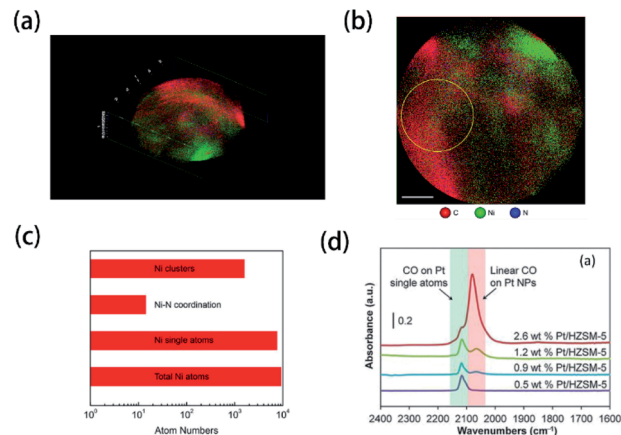 (a)
(b)
C Ni N
(c)
Ni clusters
Ni-N coordination
Ni single atoms
Total Ni atoms
10⁰ 10¹ 10² 10³ 10⁴
Atom Numbers
(d)
(a)
CO on Pt
single atoms
Linear CO
on Pt NPs
0.2
2.6 wt % Pt/HZSM-5
1.2 wt % Pt/HZSM-5
0.9 wt % Pt/HZSM-5
0.5 wt % Pt/HZSM-5
Absorbance (a.u.)
2400 2300 2200 2100 2000 1900 1800 1700 1600
Wavenumbers (cm⁻¹)